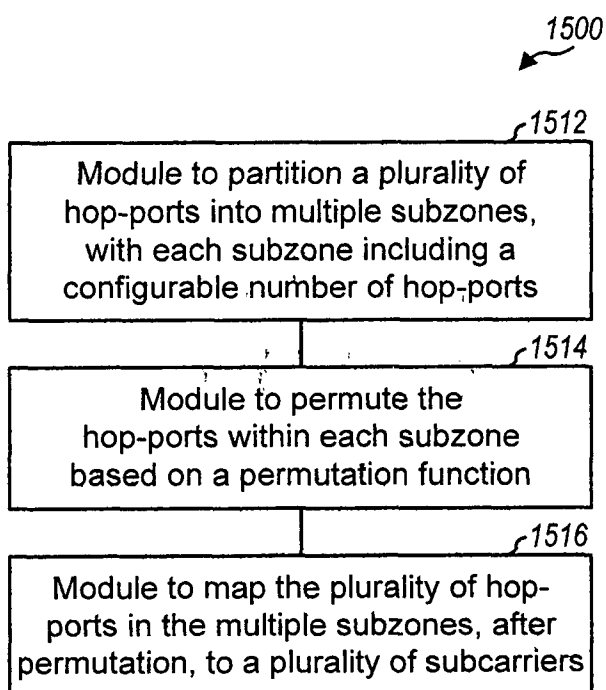 1500
1512
Module to partition a plurality of
hop-ports into multiple subzones,
with each subzone including a
configurable number of hop-ports
1514
Module to permute the
hop-ports within each subzone
based on a permutation function
1516
Module to map the plurality of hop-
ports in the multiple subzones, after
permutation, to a plurality of subcarriers